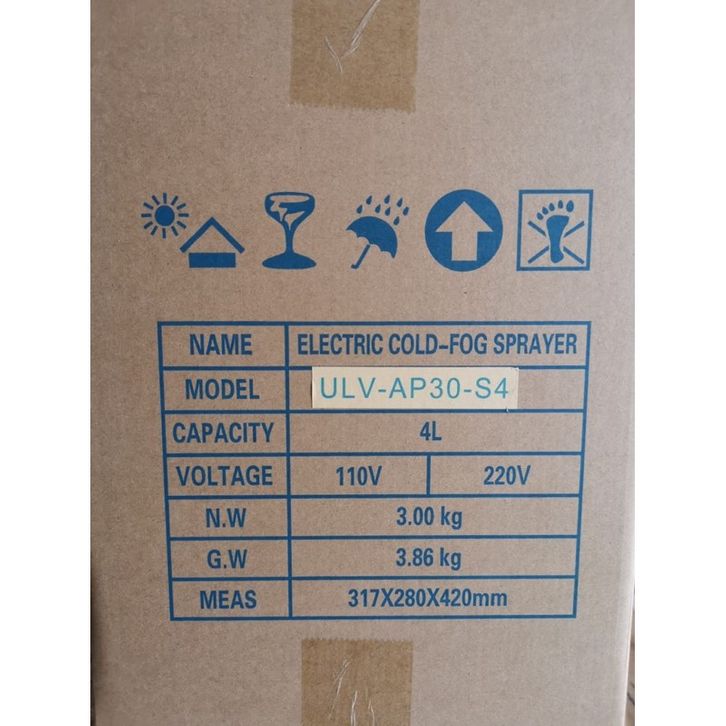 NAME ELECTRIC COLD-FOG SPRAYER
MODEL ULV-AP30-S4
CAPACITY 4L
VOLTAGE 110V 220V
N.W 3.00 kg
G.W 3.86 kg
MEAS 317X280X420mm